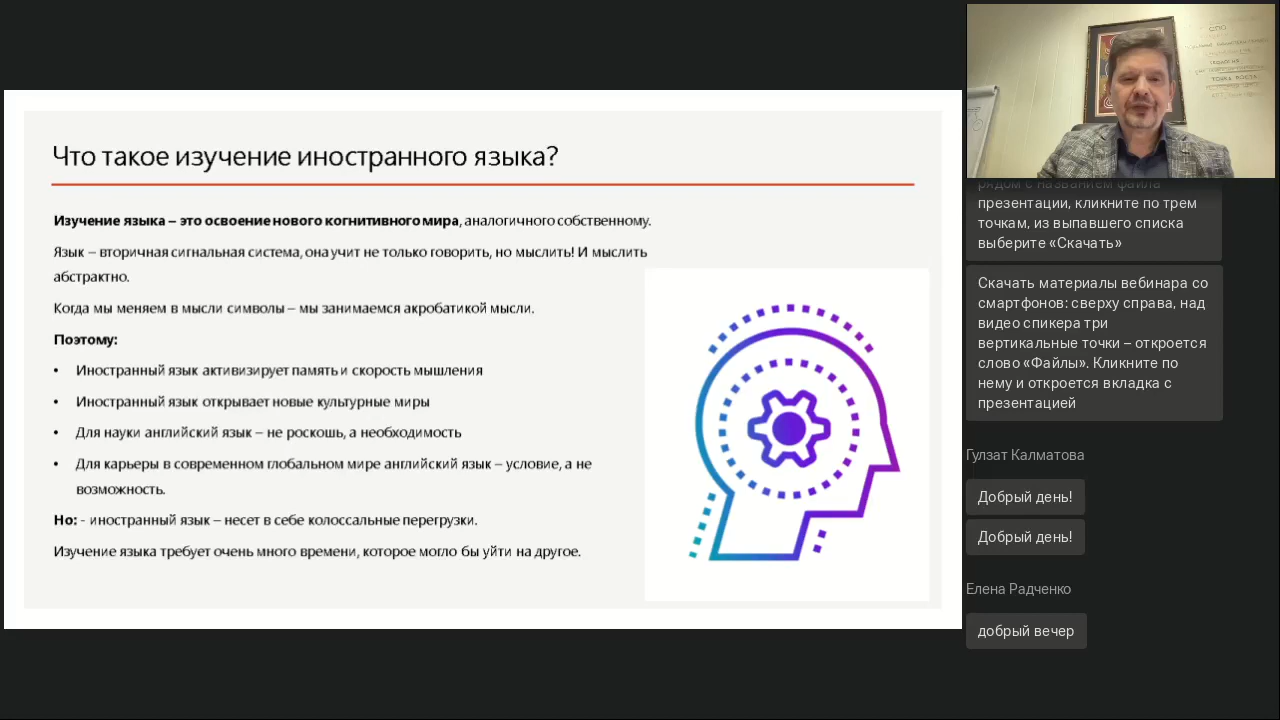 Что такое изучение иностранного языка?
Изучение языка – это освоение нового когнитивного мира, аналогичного собственному.
Язык – вторичная сигнальная система, она учит не только говорить, но мыслить! И мыслить
абстрактно.
Когда мы меняем в мысли символы – мы занимаемся акробатикой мысли.
Поэтому:
• Иностранный язык активизирует память и скорость мышления
• Иностранный язык открывает новые культурные миры
• Для науки английский язык – не роскошь, а необходимость
• Для карьеры в современном глобальном мире английский язык – условие, а не
возможность.
Но: - иностранный язык – несет в себе колоссальные перегрузки.
Изучение языка требует очень много времени, которое могло бы уйти на другое.
рядом с названием файла
презентации, кликните по трем
точкам, из выпавшего списка
выберите «Скачать»
Скачать материалы вебинара со
смартфонов: сверху справа, над
видео спикера три
вертикальные точки – откроется
слово «Файлы». Кликните по
нему и откроется вкладка с
презентацией
Гулзат Калматова
Добрый день!
Добрый день!
Елена Радченко
добрый вечер